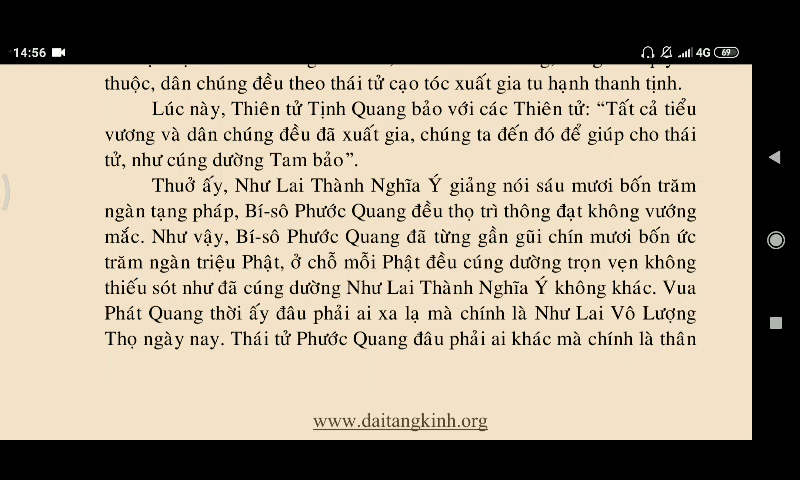 14:56
4G 69
thuộc, dân chúng đều theo thái tử cạo tóc xuất gia tu hạnh thanh tịnh.
Lúc này, Thiên tử Tịnh Quang bảo với các Thiên tử: “Tất cả tiểu
vương và dân chúng đều đã xuất gia, chúng ta đến đó để giúp cho thái
tử, như cúng dường Tam bảo”.
Thuở ấy, Như Lai Thành Nghĩa Ý giảng nói sáu mươi bốn trăm
ngàn tạng pháp, Bí-sô Phước Quang đều thọ trì thông đạt không vướng
mắc. Như vậy, Bí-sô Phước Quang đã từng gần gũi chín mươi bốn ức
trăm ngàn triệu Phật, ở chỗ mỗi Phật đều cúng dường trọn vẹn không
thiếu sót như đã cúng dường Như Lai Thành Nghĩa Ý không khác. Vua
Phát Quang thời ấy đâu phải ai xa lạ mà chính là Như Lai Vô Lượng
Thọ ngày nay. Thái tử Phước Quang đâu phải ai khác mà chính là thân
www.daitangkinh.org